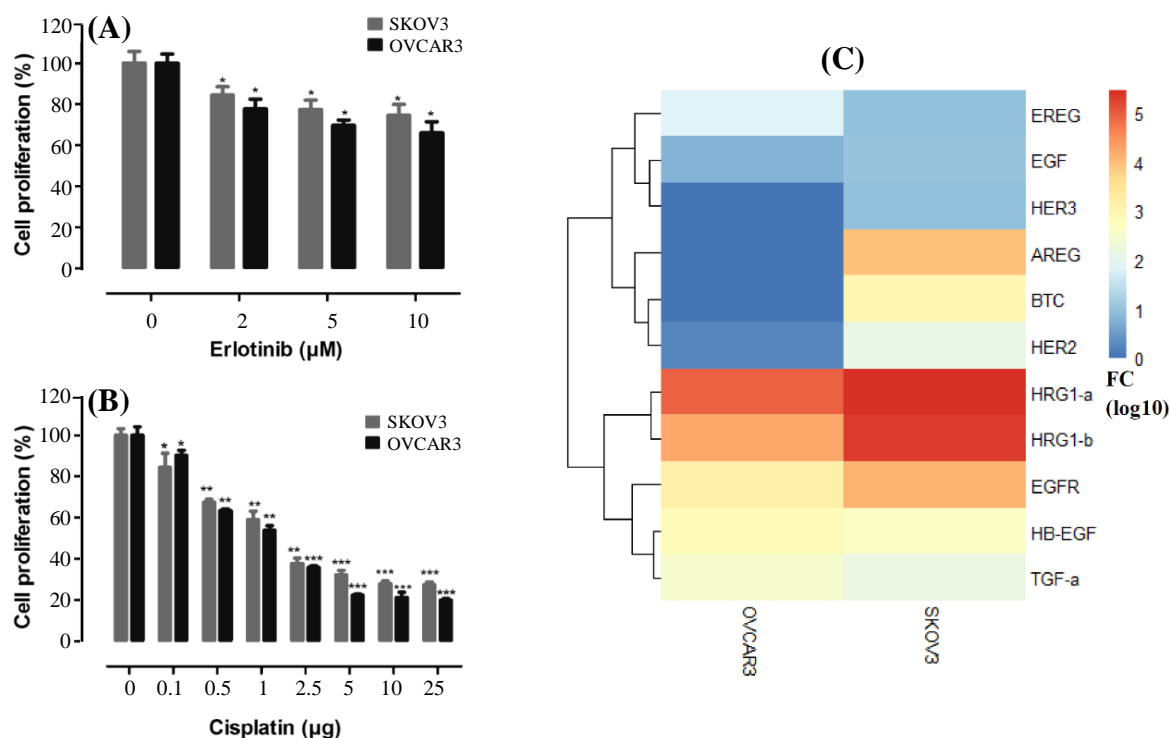 (A)
SKOV3
OVCAR3
Cell proliferation (%)
120
100
80
60
40
20
0
* * * * * *
0 2 5 10
Erlotinib (µM)
(B)
SKOV3
OVCAR3
Cell proliferation (%)
120
100
80
60
40
20
0
* * ** ** ** ** ** *** *** *** *** *** *** ***
0 0.1 0.5 1 2.5 5 10 25
Cisplatin (µg)
(C)
EREG
EGF
HER3
AREG
BTC
HER2
HRG1-a
HRG1-b
EGFR
HB-EGF
TGF-a
OVCAR3
SKOV3
5
4
3
2
1
0
FC
(log10)